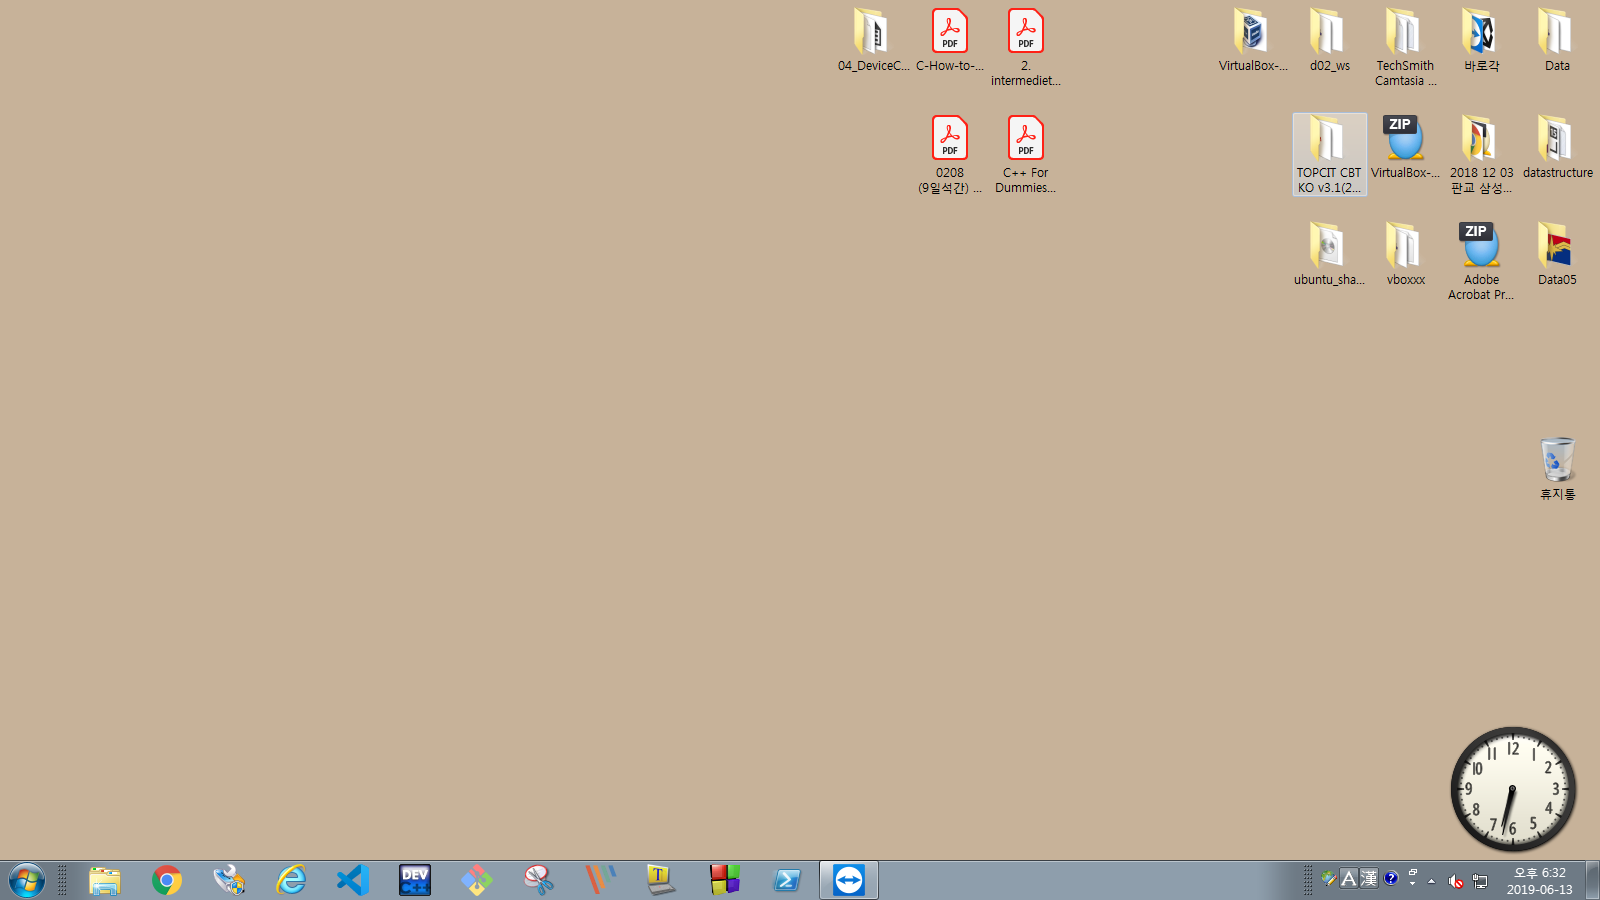 04_DeviceC...
C-How-to-...
2.
intermediet...
VirtualBox-...
d02_ws
TechSmith
Camtasia ...
바로각
Data
PDF
PDF
0208
(9일석간) ...
C++ For
Dummies...
PDF
PDF
TOPCIT CBT
KO v3.1(2...
ZIP
VirtualBox-...
2018 12 03
판교 삼성...
datastructure
ubuntu_sha...
vboxxx
ZIP
Adobe
Acrobat Pr...
Data05
휴지통
12
1
2
3
4
5
6
7
8
9
10
11
DEV
C++
T
A 漢
오후 6:32
2019-06-13